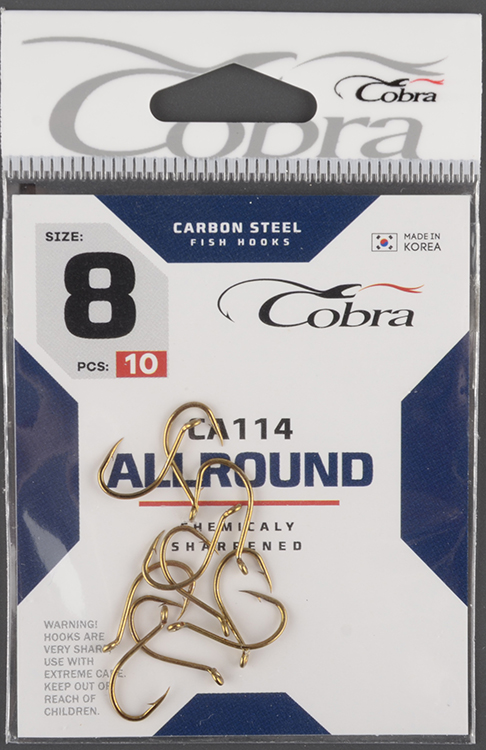 Cobra
Cobra
CARBON STEEL
FISH HOOKS
SIZE:
8
PCS: 10
MADE IN
KOREA
Cobra
CA114
ALLROUND
CHEMICALY
SHARPENED
WARNING!
HOOKS ARE
VERY SHARP
USE WITH
EXTREME CARE.
KEEP OUT OF
REACH OF
CHILDREN.